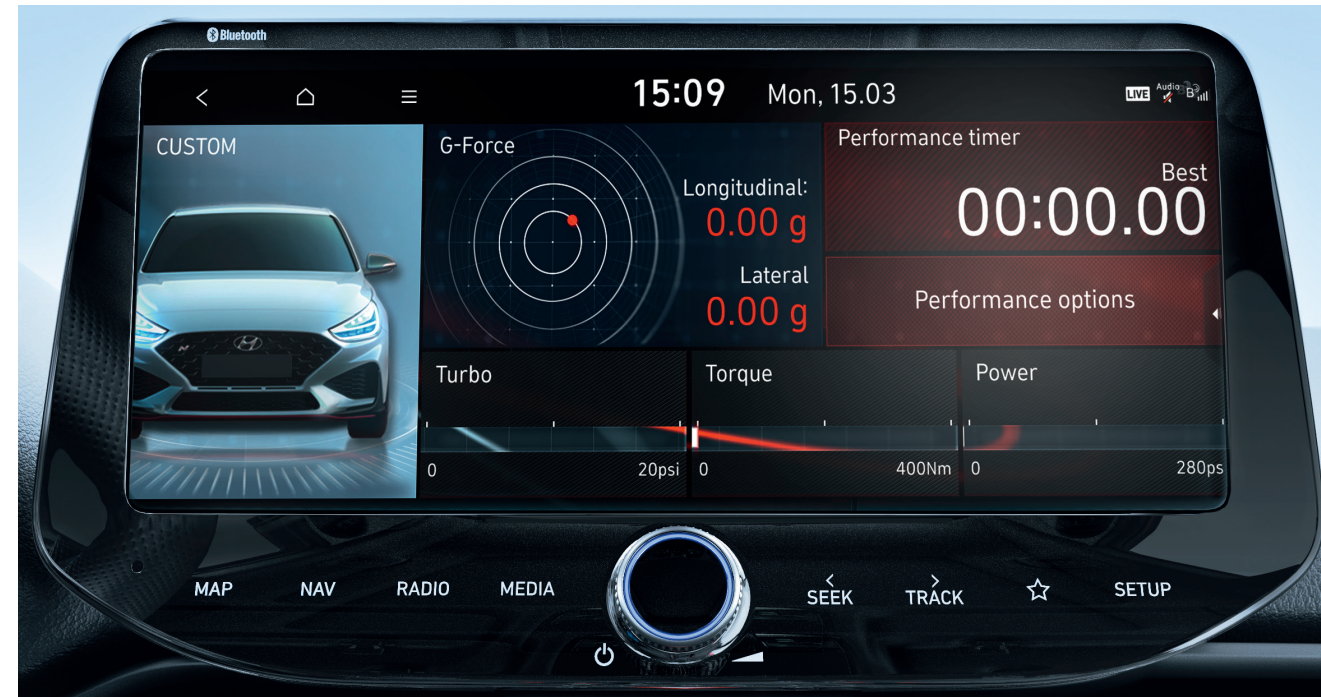 Bluetooth
15:09 Mon, 15.03
LIVE Audio B
CUSTOM
N
G-Force
Longitudinal:
0.00 g
Lateral
0.00 g
Performance timer
Best
00:00.00
Performance options
Turbo
0 20psi
Torque
0 400Nm
Power
0 280ps
MAP NAV RADIO MEDIA SEEK TRACK SETUP